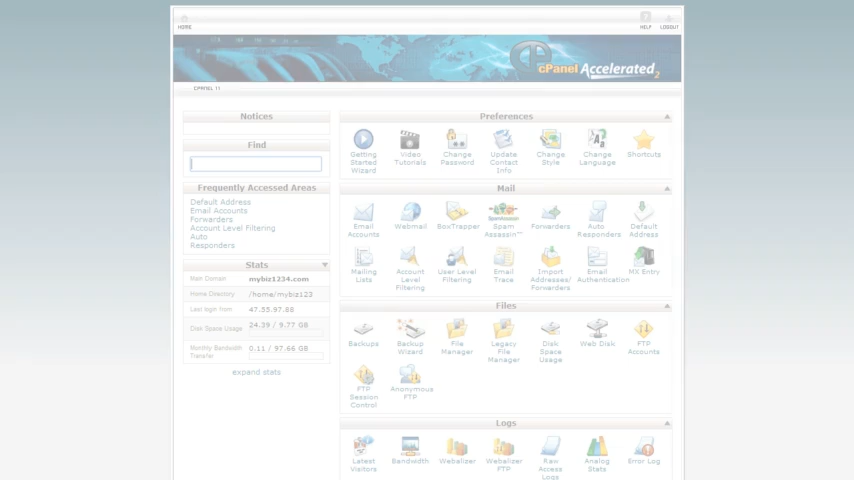 HOME
HELP
LOGOUT
cPanel Accelerated2
CPANEL 11
Notices
Find
Frequently Accessed Areas
Default Address
Email Accounts
Forwarders
Account Level Filtering
Auto
Responders
Stats
Main Domain mybiz1234.com
Home Directory /home/mybiz123
Last login from 47.55.97.88
Disk Space Usage 24.39 / 9.77 GB
Monthly Bandwidth
Transfer 0.11 / 97.66 GB
expand stats
Preferences
Getting
Started
Wizard
Video
Tutorials
Change
Password
Update
Contact
Info
Change
Style
Change
Language
Shortcuts
Mail
Email
Accounts
Webmail
BoxTrapper
Spam
Assassin™
Forwarders
Auto
Responders
Default
Address
Mailing
Lists
Account
Level
Filtering
User Level
Filtering
Email
Trace
Import
Addresses/
Forwarders
Email
Authentication
MX Entry
Files
Backups
Backup
Wizard
File
Manager
Legacy
File
Manager
Disk
Space
Usage
Web Disk
FTP
Accounts
FTP
Session
Control
Anonymous
FTP
Logs
Latest
Visitors
Bandwidth
Webalizer
Webalizer
FTP
Raw
Access
Logs
Analog
Stats
Error Log